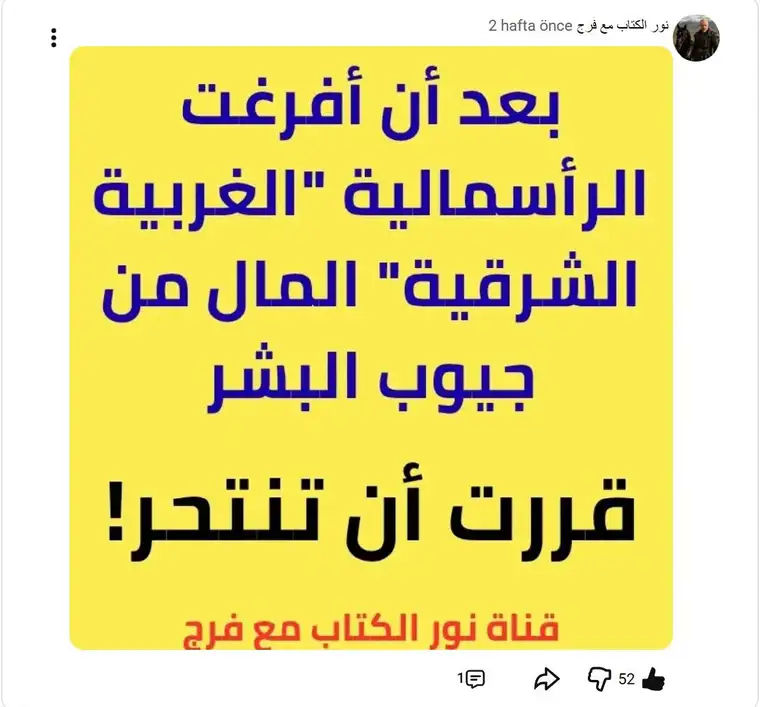 نور الكتاب مع فرج 2 hafta önce
بعد أن أفرغت
الرأسمالية "الغربية
الشرقية" المال من
جيوب البشر
قررت أن تنتحر!
قناة نور الكتاب مع فرج
52 1